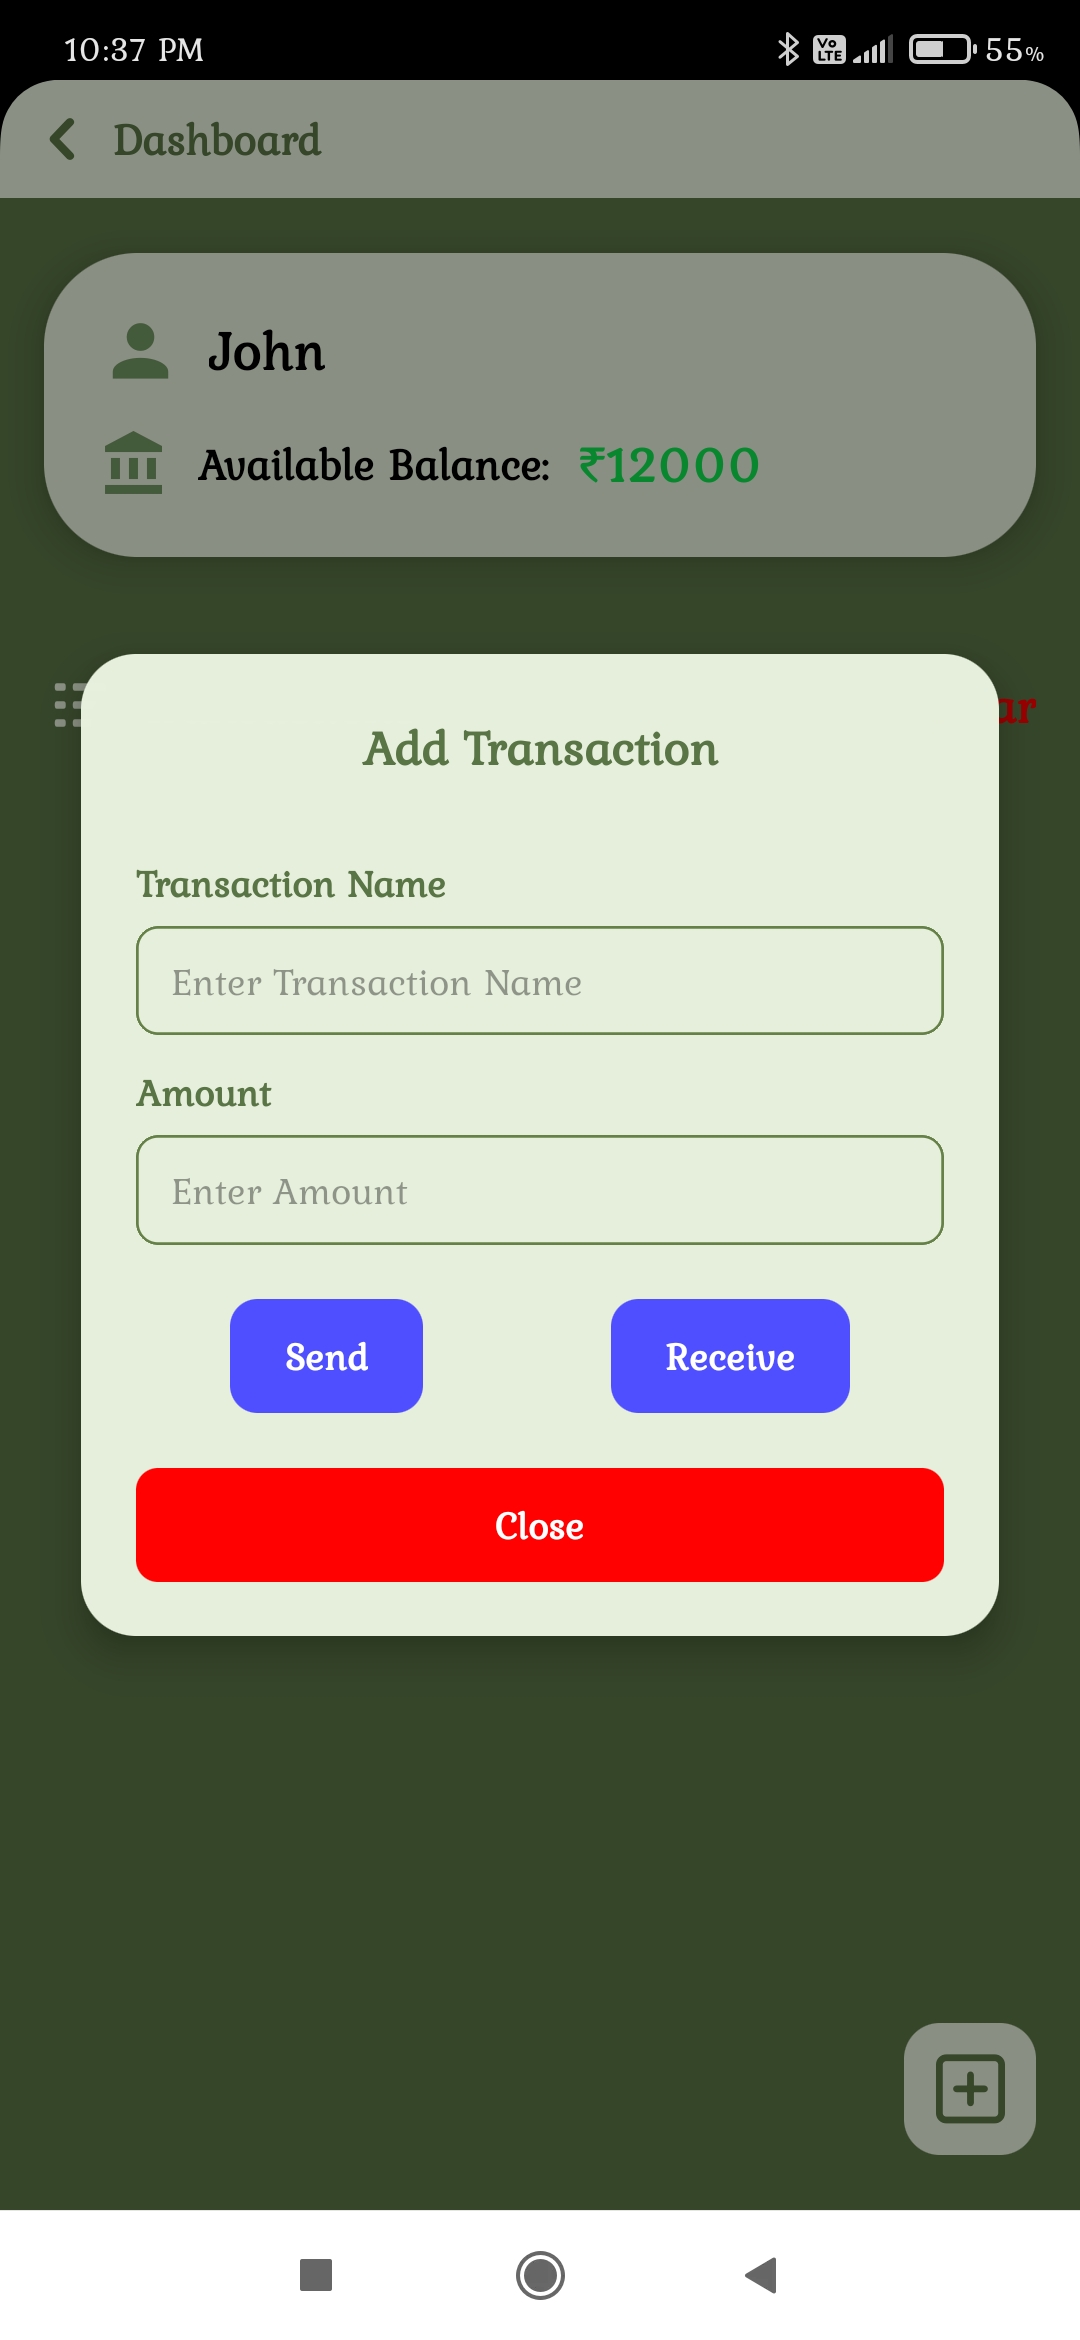 10:37 PM
Vo LTE 55%
Dashboard
John
Available Balance: ₹12000
Add Transaction
Transaction Name
Enter Transaction Name
Amount
Enter Amount
Send Receive
Close